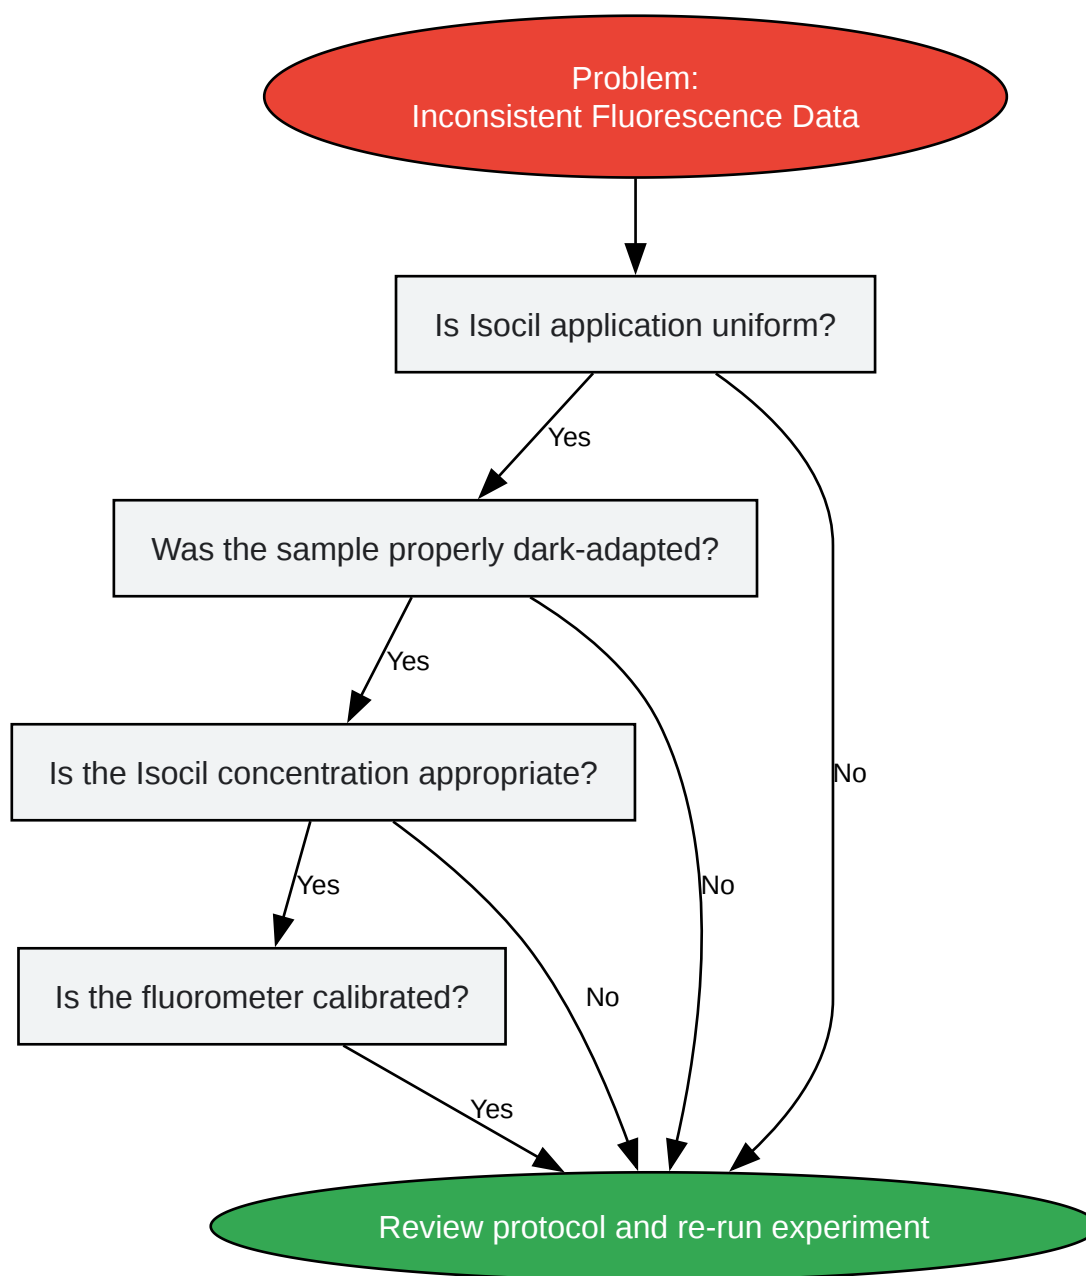 Problem:
Inconsistent Fluorescence Data
Is Isocil application uniform?
Yes
Was the sample properly dark-adapted?
Yes
Is the Isocil concentration appropriate?
No
Yes
No
Is the fluorometer calibrated?
No
Yes
Review protocol and re-run experiment